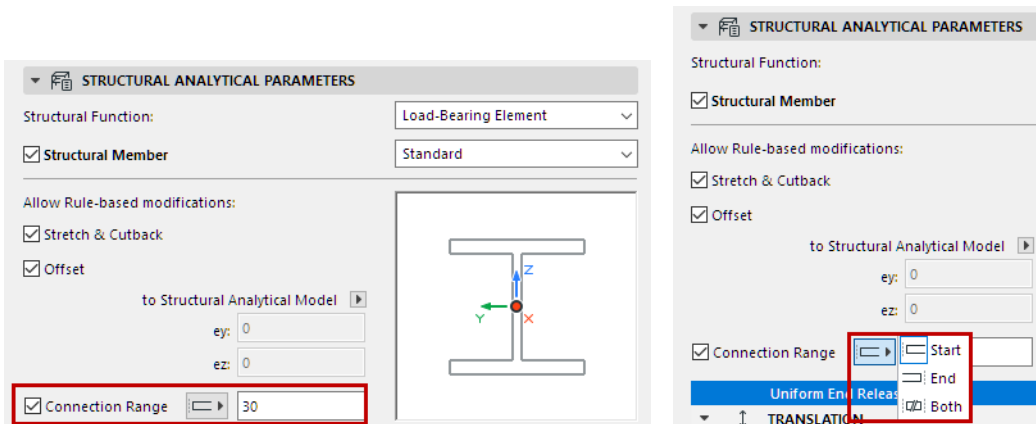 STRUCTURAL ANALYTICAL PARAMETERS
Structural Function: Load-Bearing Element
Structural Member Standard
Allow Rule-based modifications:
Stretch & Cutback
Offset
to Structural Analytical Model
ey: 0
ez: 0
Connection Range 30
Z
Y X
STRUCTURAL ANALYTICAL PARAMETERS
Structural Function:
Structural Member
Allow Rule-based modifications:
Stretch & Cutback
Offset
to Structural Analytical Model
ey: 0
ez: 0
Connection Range Start
End
Uniform End Releas
Both
TRANSLATION